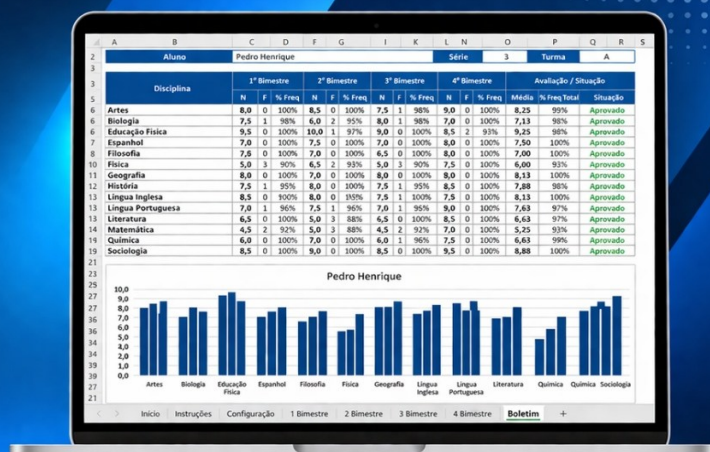 A B C D F G I K L N O P Q R S
2 Aluno Pedro Henrique Série 3 Turma A
3
3 Disciplina 1º Bimestre 2º Bimestre 3º Bimestre 4º Bimestre Avaliação / Situação
5 N F % Freq N F % Freq N F % Freq N F % Freq Média % Freq Total Situação
6 Artes 8,0 0 100% 8,5 0 100% 7,5 1 98% 9,0 0 100% 8,25 99% Aprovado
6 Biologia 7,5 1 98% 6,0 2 95% 8,0 1 98% 7,0 0 100% 7,13 98% Aprovado
6 Educação Física 9,5 0 100% 10,0 1 97% 9,0 0 100% 8,5 2 93% 9,25 98% Aprovado
7 Espanhol 7,0 0 100% 7,5 0 100% 7,0 0 100% 8,0 0 100% 7,50 100% Aprovado
8 Filosofia 7,5 0 100% 7,0 0 100% 6,5 0 100% 8,0 0 100% 7,00 100% Aprovado
10 Física 5,0 3 90% 6,5 2 93% 5,0 3 90% 7,5 0 100% 6,00 93% Aprovado
11 Geografia 8,0 0 100% 7,0 0 100% 8,0 0 100% 8,0 0 100% 8,13 100% Aprovado
12 História 7,5 1 95% 8,0 0 100% 7,5 1 95% 8,5 0 100% 7,88 98% Aprovado
13 Língua Inglesa 8,5 0 100% 8,0 0 8,5 0 100% 7,5 0 100% 8,13 100% Aprovado
13 Língua Portuguesa 7,0 1 96% 7,5 1 96% 7,0 1 95% 9,0 0 100% 7,63 97% Aprovado
13 Literatura 6,5 0 100% 5,0 3 88% 6,5 0 100% 8,5 0 100% 6,63 97% Aprovado
14 Matemática 4,5 2 92% 5,0 3 88% 4,5 2 92% 7,0 0 100% 5,25 93% Aprovado
19 Química 6,0 0 100% 7,0 0 100% 6,0 1 96% 7,5 0 100% 6,63 99% Aprovado
19 Sociologia 8,5 0 100% 9,0 0 100% 8,5 0 100% 9,5 0 100% 8,88 100% Aprovado
21
23 Pedro Henrique
10,0
9,0
8,0
7,0
6,0
5,0
3,0
1,0
0,0
Artes Biologia Educação Física Espanhol Filosofia Física Geografia Língua Inglesa Língua Portuguesa Literatura Química Química Sociologia
Início Instruções Configuração 1 Bimestre 2 Bimestre 3 Bimestre 4 Bimestre Boletim +